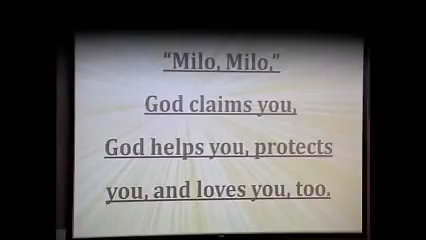 “Milo, Milo,”
God claims you,
God helps you, protects
you, and loves you, too.